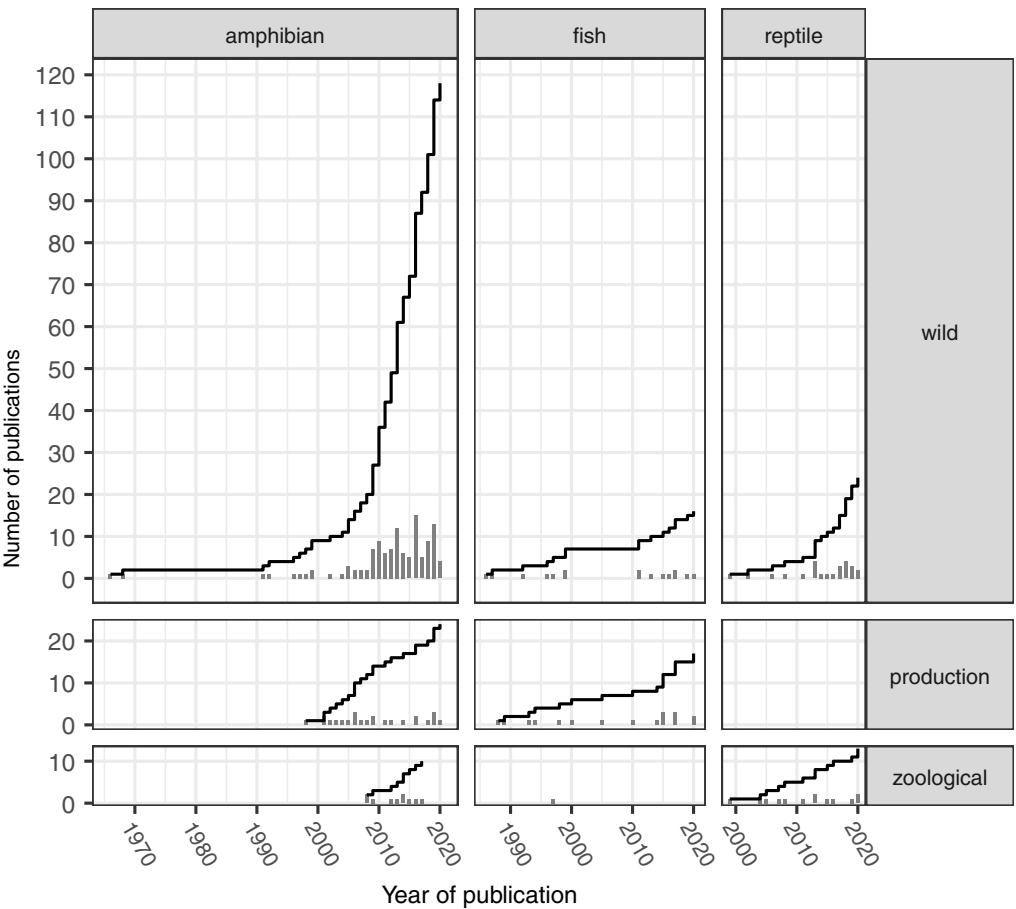 amphibian fish reptile
120
110
100
90
80
70
60
50
40
30
20
10
0
wild
Number of publications
20
10
0
production
10
0
zoological
1970 1980 1990 2000 2010 2020 1990 2000 2010 2020 2000 2010 2020
Year of publication